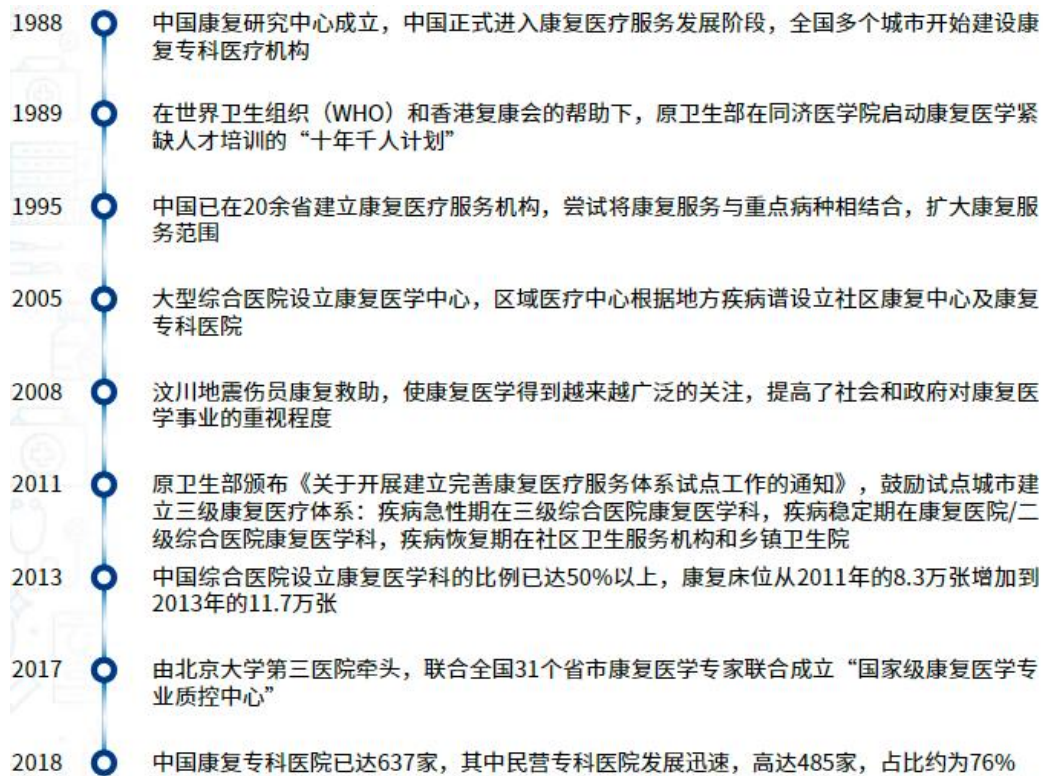 1988 中国康复研究中心成立，中国正式进入康复医疗服务发展阶段，全国多个城市开始建设康
复专科医疗机构
1989 在世界卫生组织（WHO）和香港复康会的帮助下，原卫生部在同济医学院启动康复医学紧
缺人才培训的“十年千人计划”
1995 中国已在20余省建立康复医疗服务机构，尝试将康复服务与重点病种相结合，扩大康复服
务范围
2005 大型综合医院设立康复医学中心，区域医疗中心根据地方疾病谱设立社区康复中心及康复
专科医院
2008 汶川地震伤员康复救助，使康复医学得到越来越广泛的关注，提高了社会和政府对康复医
学事业的重视程度
2011 原卫生部颁布《关于开展建立完善康复医疗服务体系试点工作的通知》，鼓励试点城市建
立三级康复医疗体系：疾病急性期在三级综合医院康复医学科，疾病稳定期在康复医院/二
级综合医院康复医学科，疾病恢复期在社区卫生服务机构和乡镇卫生院
2013 中国综合医院设立康复医学科的比例已达50%以上，康复床位从2011年的8.3万张增加到
2013年的11.7万张
2017 由北京大学第三医院牵头，联合全国31个省市康复医学专家联合成立“国家级康复医学专
业质控中心”
2018 中国康复专科医院已达637家，其中民营专科医院发展迅速，高达485家，占比约为76%